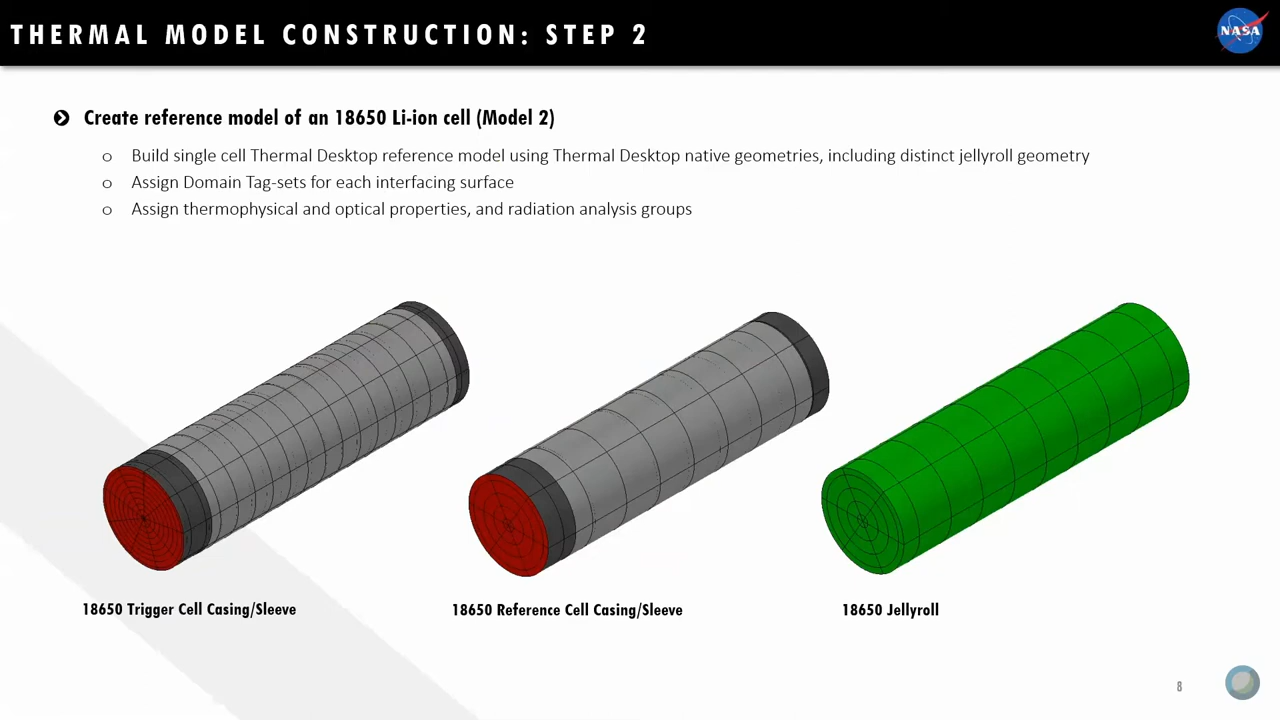 THERMAL MODEL CONSTRUCTION: STEP 2
NASA
Create reference model of an 18650 Li-ion cell (Model 2)
o Build single cell Thermal Desktop reference model using Thermal Desktop native geometries, including distinct jellyroll geometry
o Assign Domain Tag-sets for each interfacing surface
o Assign thermophysical and optical properties, and radiation analysis groups
18650 Trigger Cell Casing/Sleeve
18650 Reference Cell Casing/Sleeve
18650 Jellyroll
8